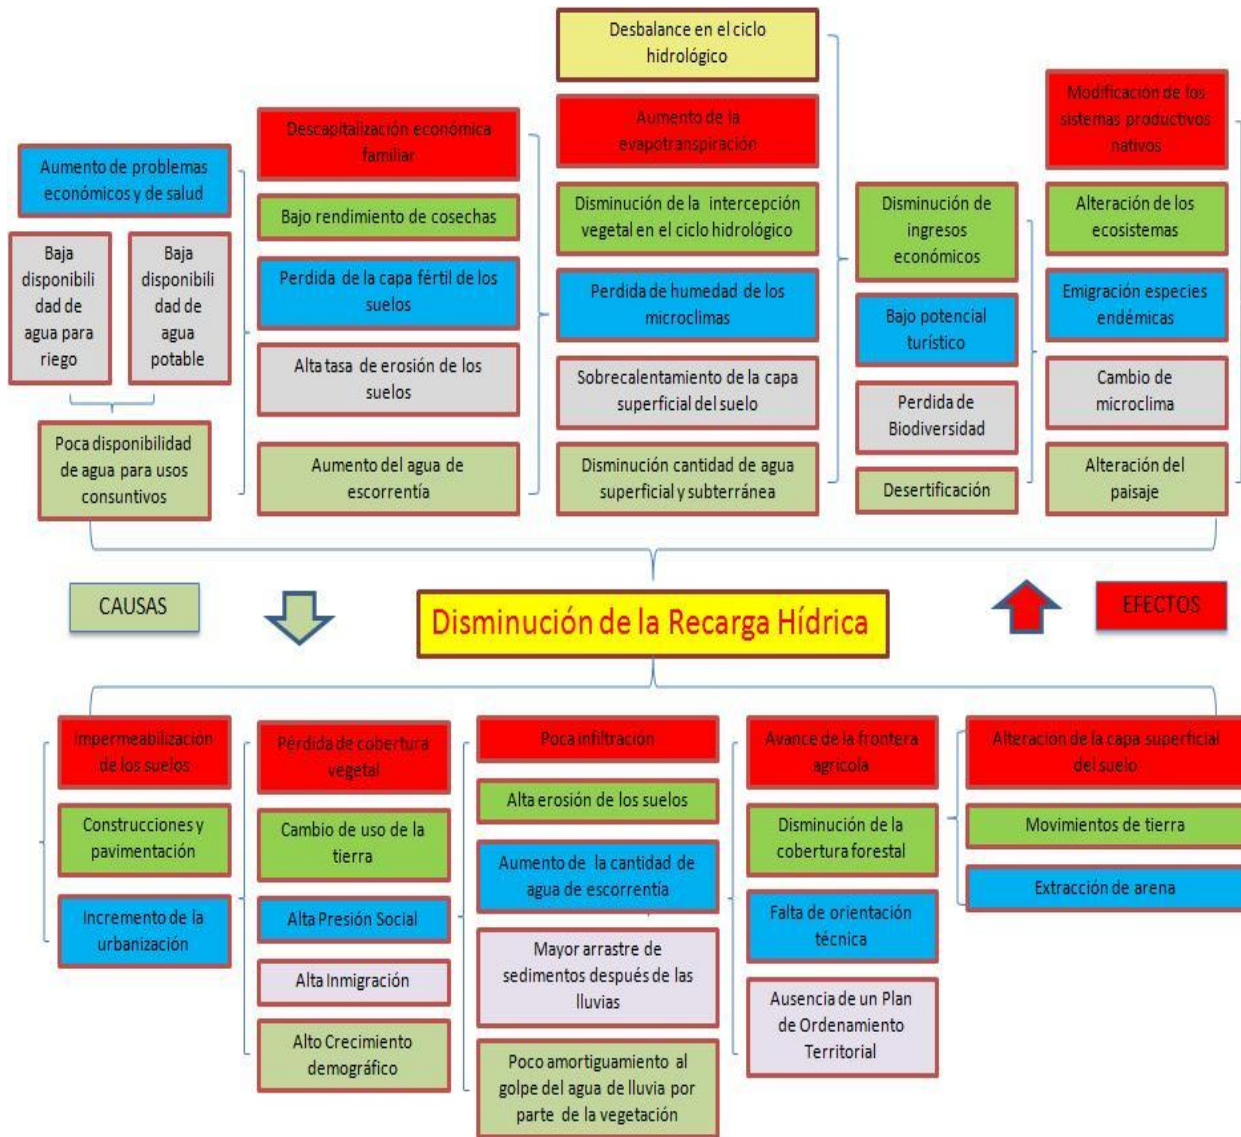 Desbalance en el ciclo
hidrológico
Aumento de problemas
económicos y de salud
Baja
disponibili
dad de
agua para
riego
Baja
disponibili
dad de
agua
potable
Poca disponibilidad
de agua para usos
consuntivos
Descapitalización económica
familiar
Bajo rendimiento de cosechas
Perdida de la capa fértil de los
suelos
Alta tasa de erosión de los
suelos
Aumento del agua de
escorrentía
Aumento de la
evapotranspiración
Disminución de la intercepción
vegetal en el ciclo hidrológico
Perdida de humedad de los
microclimas
Sobrecalentamiento de la capa
superficial del suelo
Disminución cantidad de agua
superficial y subterránea
Disminución de
ingresos
económicos
Bajo potencial
turístico
Perdida de
Biodiversidad
Desertificación
Modificación de los
sistemas productivos
nativos
Alteración de los
ecosistemas
Emigración especies
endémicas
Cambio de
microclima
Alteración del
paisaje
CAUSAS
Disminución de la Recarga Hídrica
EFECTOS
Impermeabilización
de los suelos
Construcciones y
pavimentación
Incremento de la
urbanización
Pérdida de cobertura
vegetal
Cambio de uso de la
tierra
Alta Presión Social
Alta Inmigración
Alto Crecimiento
demográfico
Poca infiltración
Alta erosión de los suelos
Aumento de la cantidad de
agua de escorrentía
Mayor arrastre de
sedimentos después de las
lluvias
Poco amortiguamiento al
golpe del agua de lluvia por
parte de la vegetación
Avance de la frontera
agrícola
Disminución de la
cobertura forestal
Falta de orientación
técnica
Ausencia de un Plan
de Ordenamiento
Territorial
Alteración de la capa superficial
del suelo
Movimientos de tierra
Extracción de arena